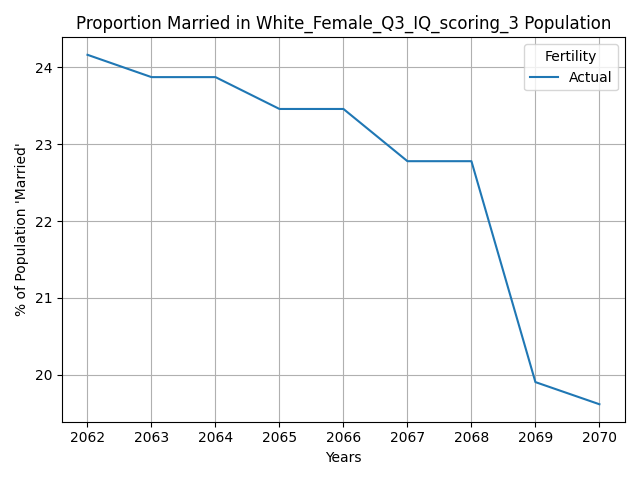 Proportion Married in White_Female_Q3_IQ_scoring_3 Population
Fertility
Actual
% of Population 'Married'
24
23
22
21
20
2062 2063 2064 2065 2066 2067 2068 2069 2070
Years